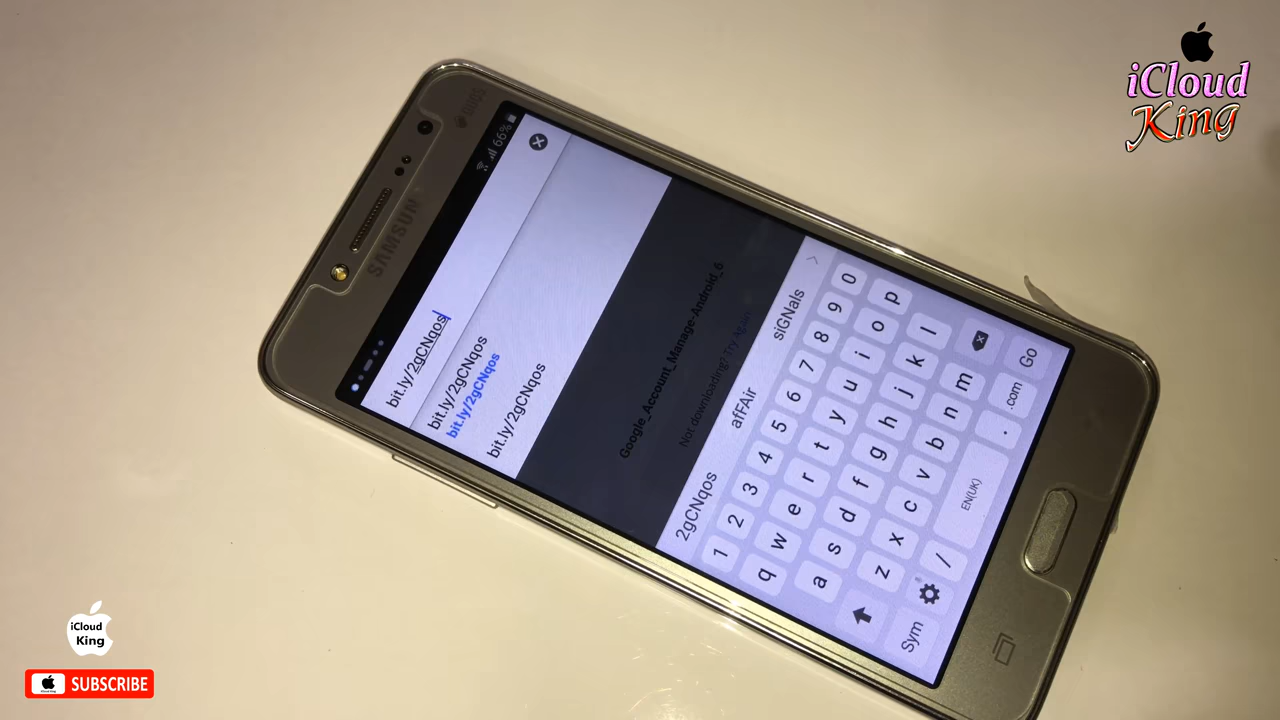 iCloud
King
4G
SAMSUN
66%
bit.ly/2gCNqos
bit.ly/2gCNqos
bit.ly/2gCNqos
bit.ly/2gCNqos
Google_Account_Manage-Android_6
Not downloading? Try Again
2gCNqos afFAir siGNals
1 2 3 4 5 6 7 8 9 0
q w e r t y u i o p
a s d f g h j k l
z x c v b n m
Sym / EN(UK) . .com Go
iCloud
King
SUBSCRIBE